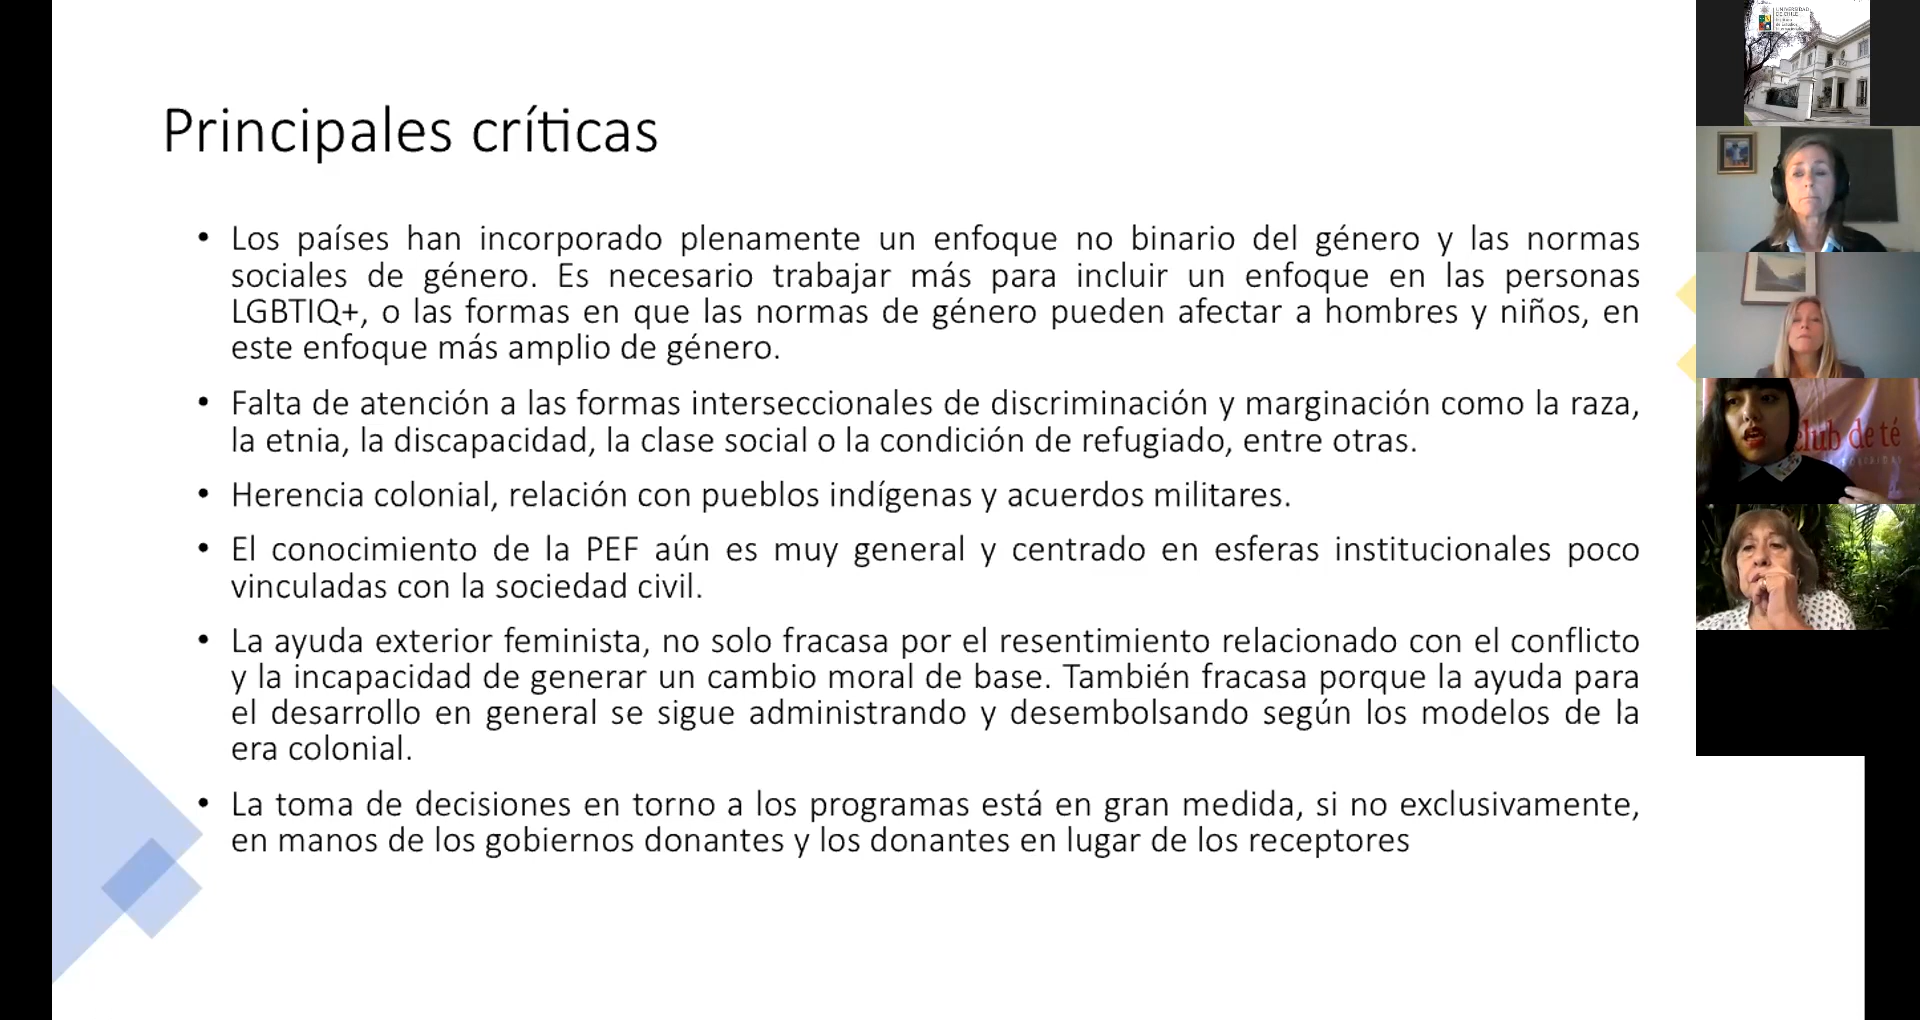 Principales críticas
• Los países han incorporado plenamente un enfoque no binario del género y las normas
sociales de género. Es necesario trabajar más para incluir un enfoque en las personas
LGBTIQ+, o las formas en que las normas de género pueden afectar a hombres y niños, en
este enfoque más amplio de género.
• Falta de atención a las formas interseccionales de discriminación y marginación como la raza,
la etnia, la discapacidad, la clase social o la condición de refugiado, entre otras.
• Herencia colonial, relación con pueblos indígenas y acuerdos militares.
• El conocimiento de la PEF aún es muy general y centrado en esferas institucionales poco
vinculadas con la sociedad civil.
• La ayuda exterior feminista, no solo fracasa por el resentimiento relacionado con el conflicto
y la incapacidad de generar un cambio moral de base. También fracasa porque la ayuda para
el desarrollo en general se sigue administrando y desembolsando según los modelos de la
era colonial.
• La toma de decisiones en torno a los programas está en gran medida, si no exclusivamente,
en manos de los gobiernos donantes y los donantes en lugar de los receptores
UNIVERSIDAD
DE CHILE
club de té